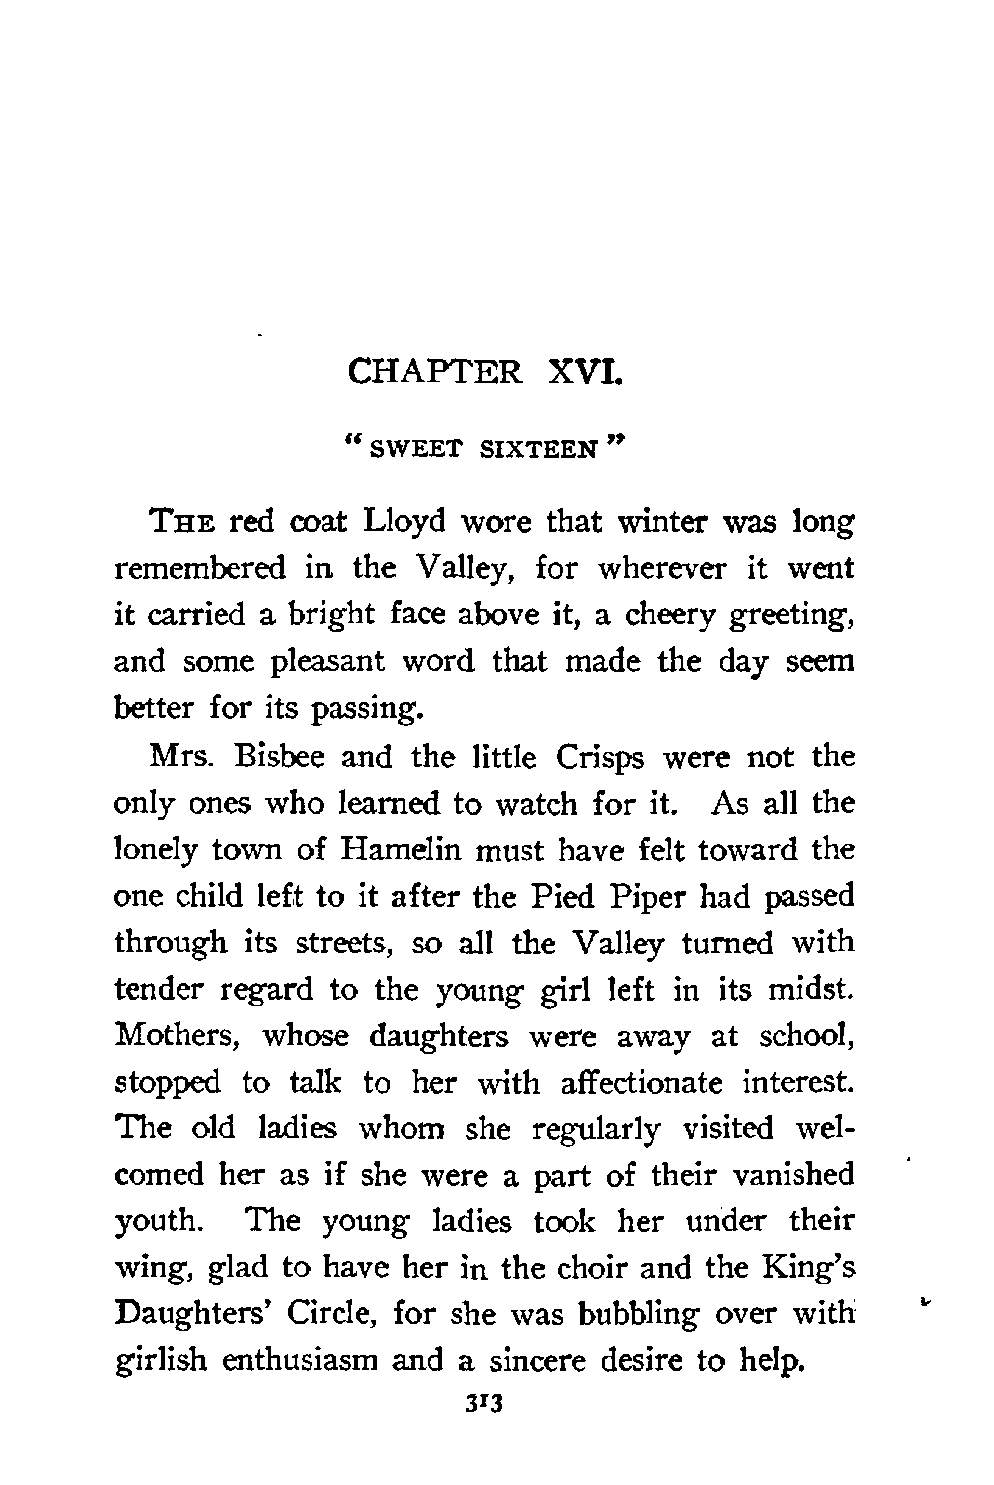 CHAPTER XVI.
“ SWEET SIXTEEN ”
THE red coat Lloyd wore that winter was long
remembered in the Valley, for wherever it went
it carried a bright face above it, a cheery greeting,
and some pleasant word that made the day seem
better for its passing.
Mrs. Bisbee and the little Crisps were not the
only ones who learned to watch for it. As all the
lonely town of Hamelin must have felt toward the
one child left to it after the Pied Piper had passed
through its streets, so all the Valley turned with
tender regard to the young girl left in its midst.
Mothers, whose daughters were away at school,
stopped to talk to her with affectionate interest.
The old ladies whom she regularly visited wel-
comed her as if she were a part of their vanished
youth. The young ladies took her under their
wing, glad to have her in the choir and the King’s
Daughters’ Circle, for she was bubbling over with
girlish enthusiasm and a sincere desire to help.
313